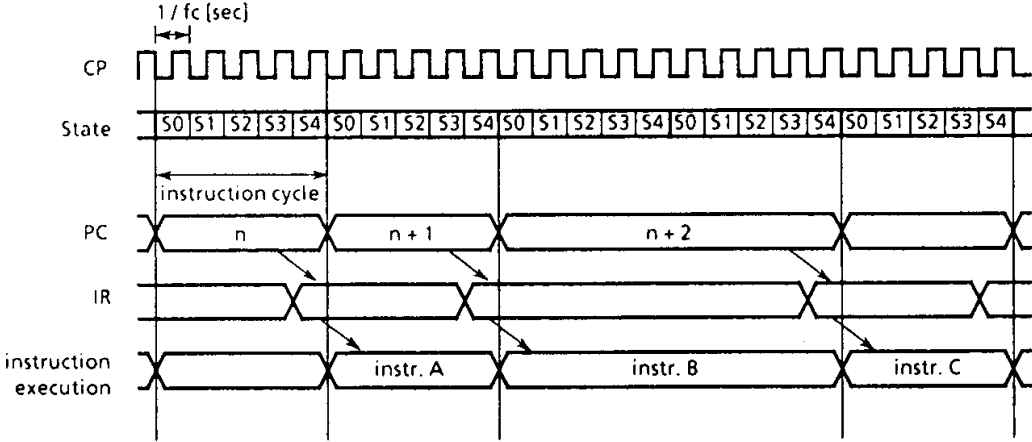 1 / fc [sec]
CP
State S0 S1 S2 S3 S4 S0 S1 S2 S3 S4 S0 S1 S2 S3 S4 S0 S1 S2 S3 S4 S0 S1 S2 S3 S4
instruction cycle
PC n n + 1 n + 2
IR
instruction
execution instr. A instr. B instr. C